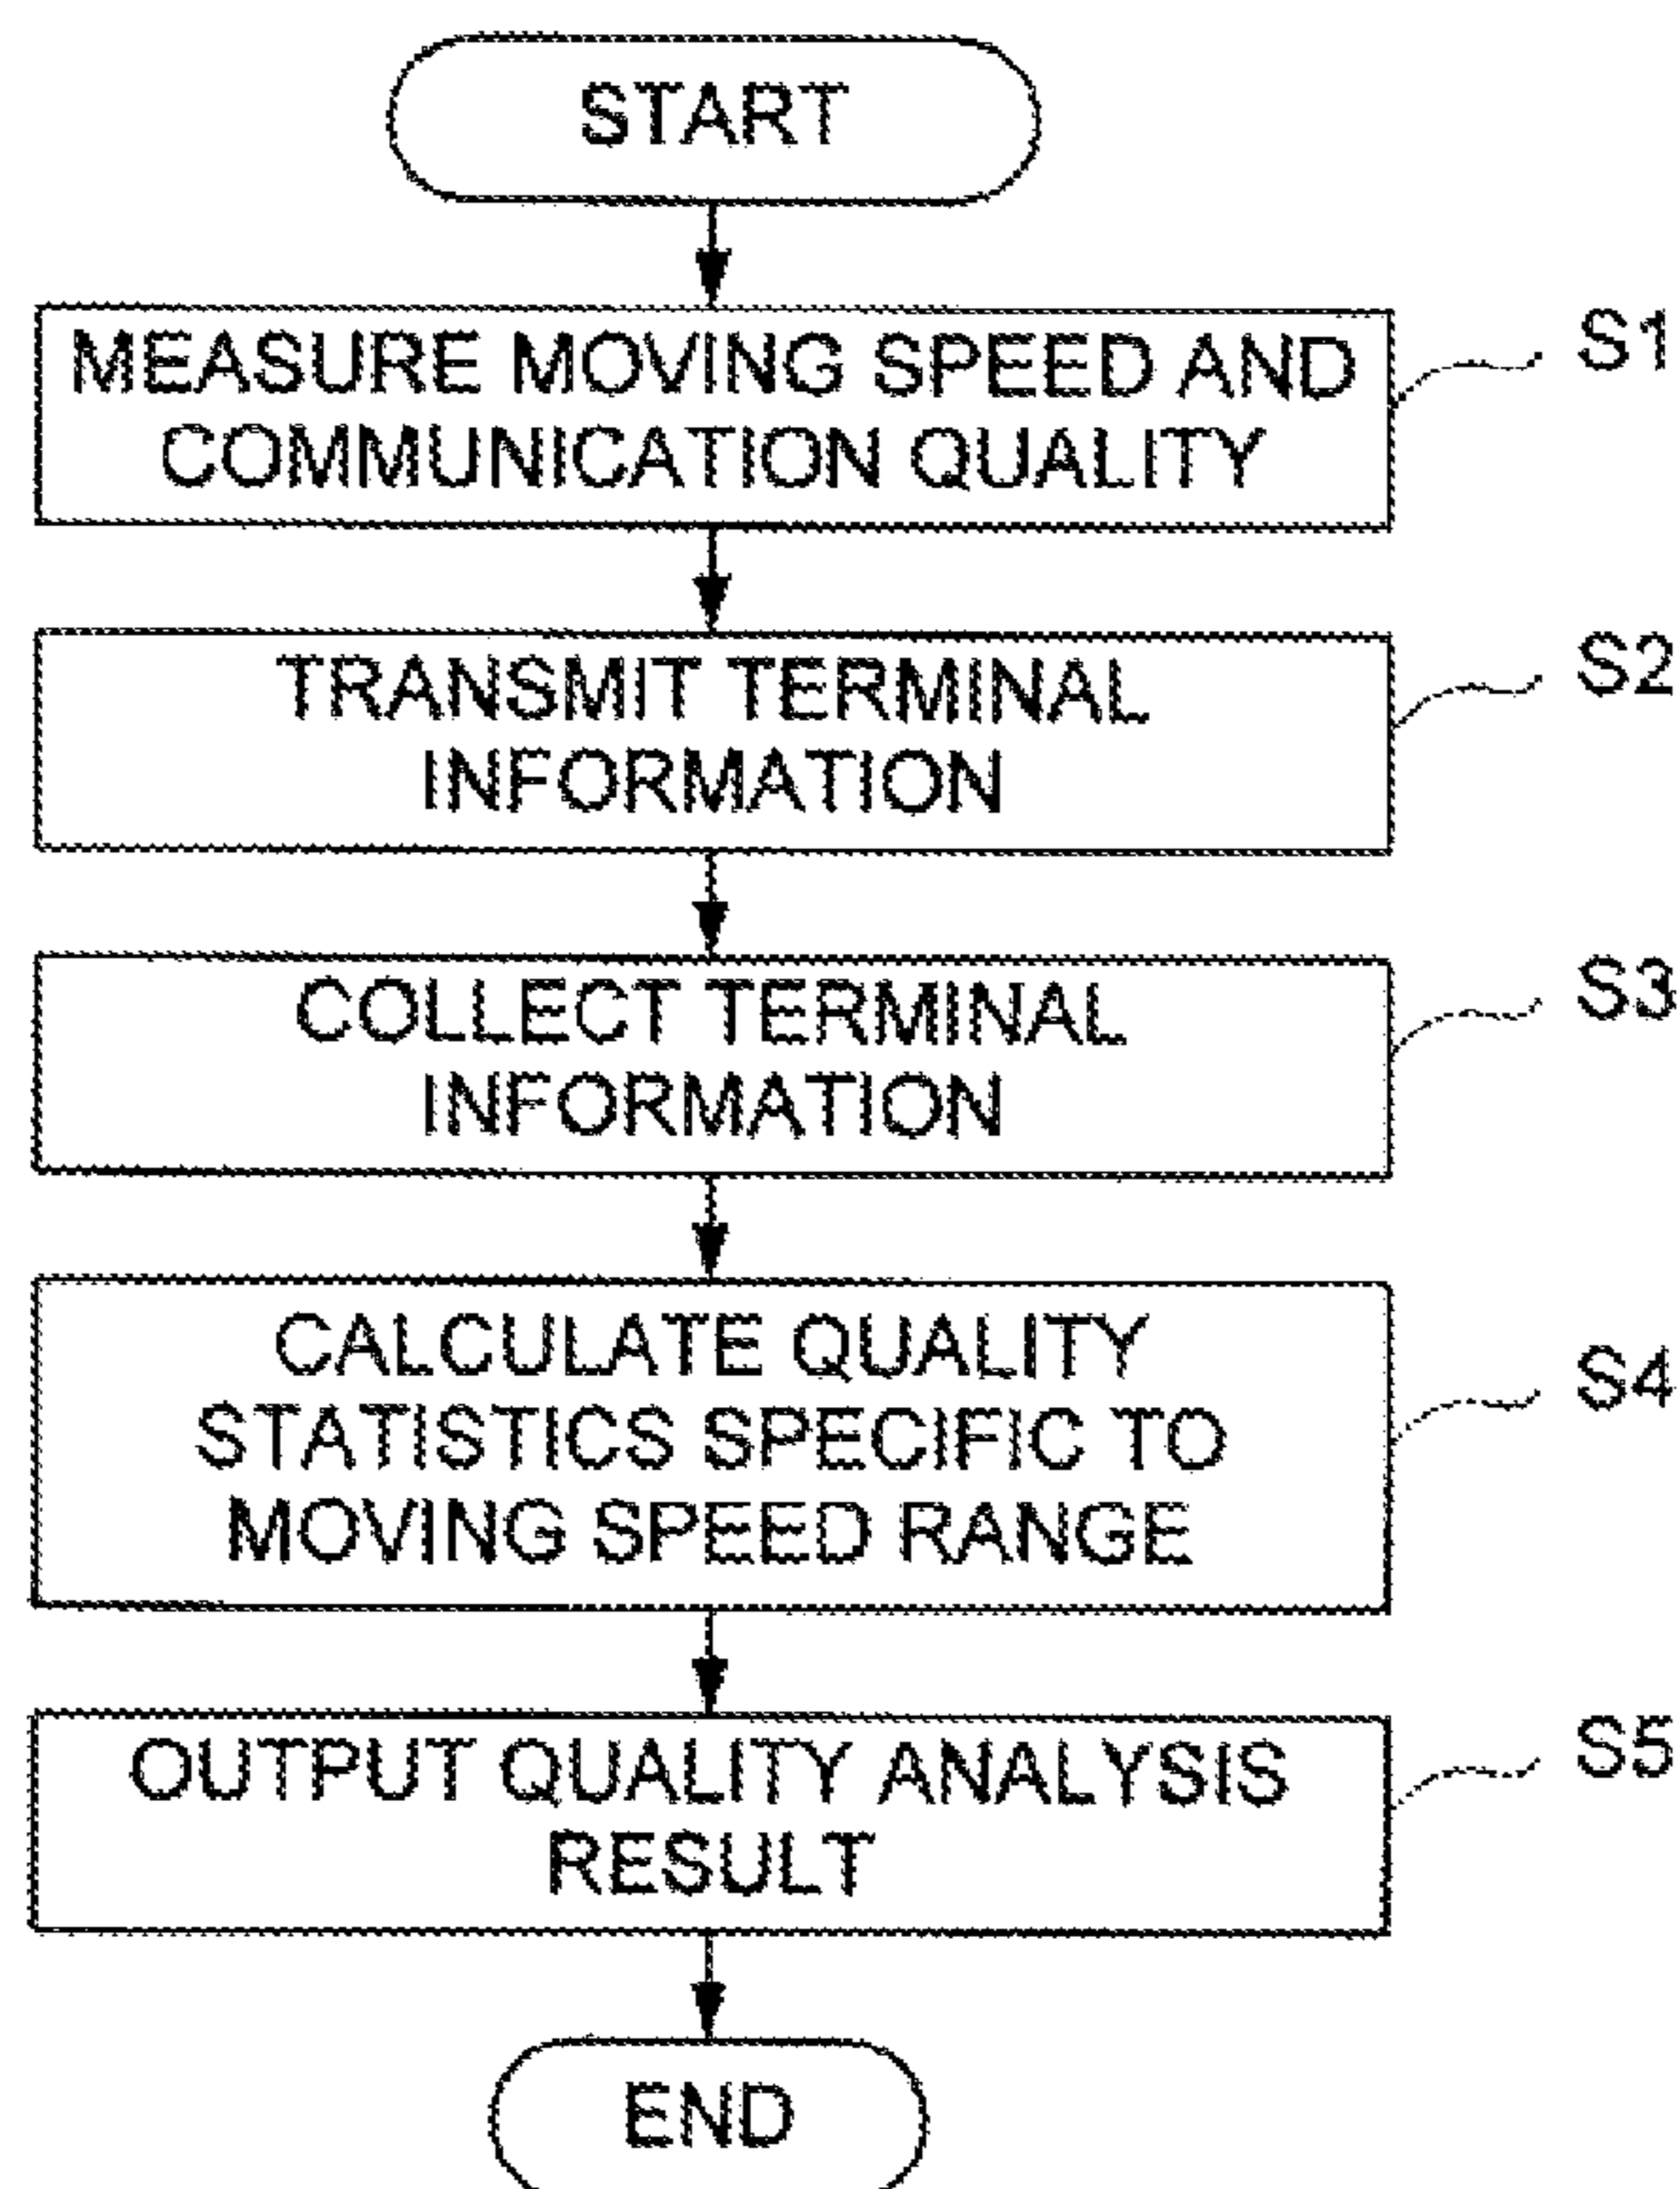 START
MEASURE MOVING SPEED AND
COMMUNICATION QUALITY
S1
TRANSMIT TERMINAL
INFORMATION
S2
COLLECT TERMINAL
INFORMATION
S3
CALCULATE QUALITY
STATISTICS SPECIFIC TO
MOVING SPEED RANGE
S4
OUTPUT QUALITY ANALYSIS
RESULT
S5
END